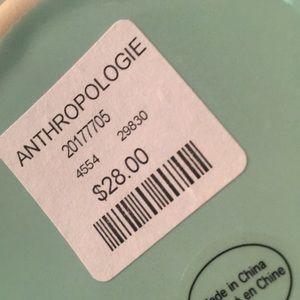 ANTHROPOLOGIE
20177705
4554 29830
$28.00
Made in China
en Chine